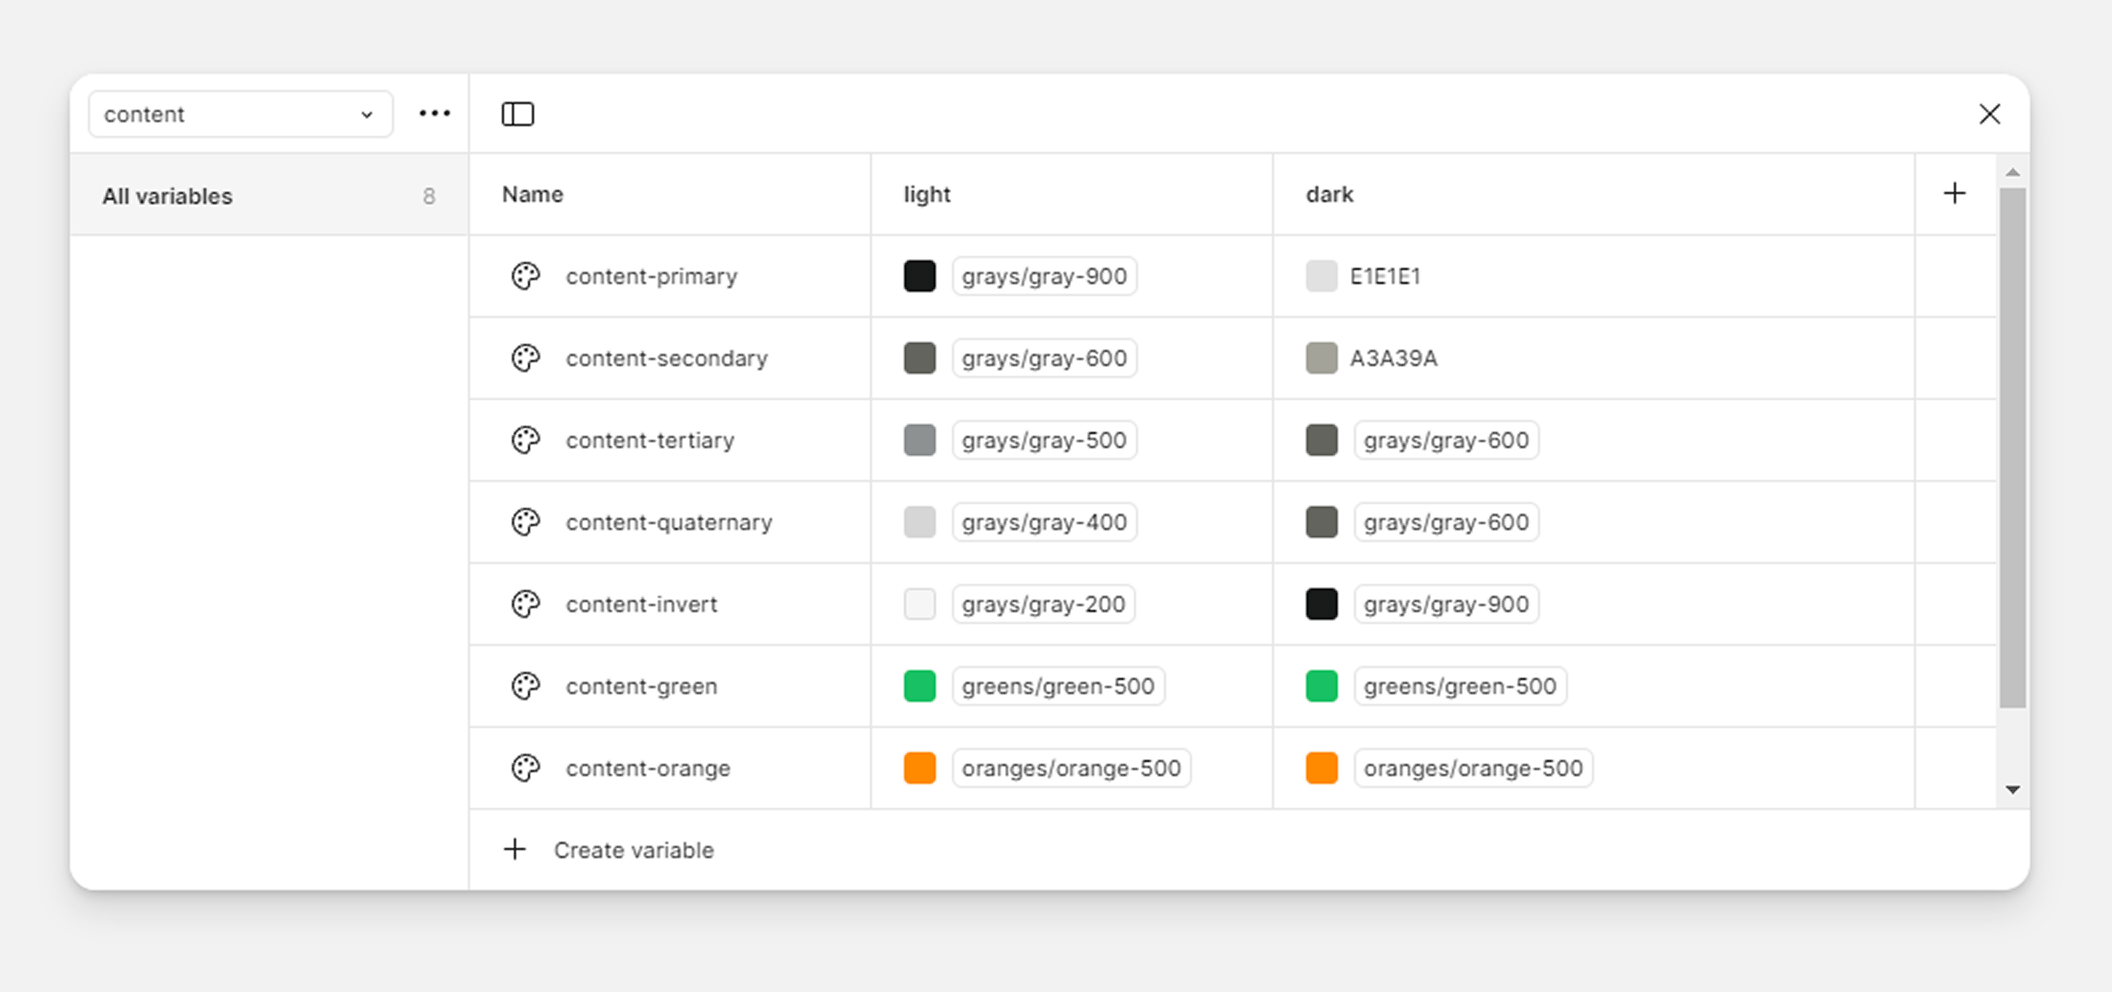 content
All variables 8
Name light dark
content-primary grays/gray-900 E1E1E1
content-secondary grays/gray-600 A3A39A
content-tertiary grays/gray-500 grays/gray-600
content-quaternary grays/gray-400 grays/gray-600
content-invert grays/gray-200 grays/gray-900
content-green greens/green-500 greens/green-500
content-orange oranges/orange-500 oranges/orange-500
Create variable